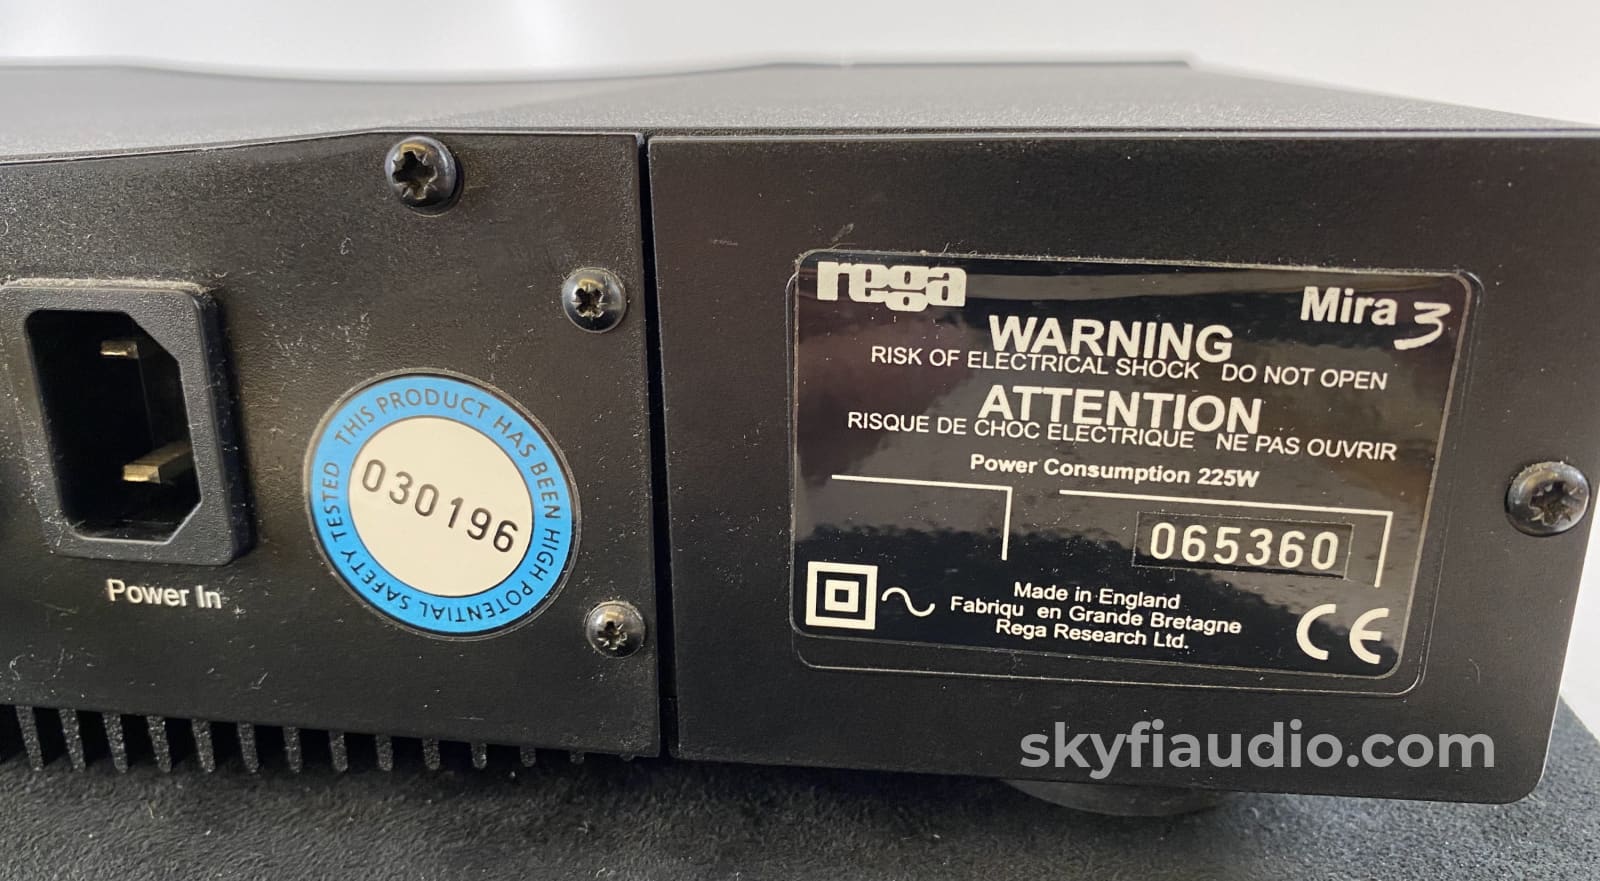 Power In
THIS PRODUCT HAS BEEN HIGH POTENTIAL SAFETY TESTED
030196
rega
Mira 3
WARNING
RISK OF ELECTRICAL SHOCK DO NOT OPEN
ATTENTION
RISQUE DE CHOC ELECTRIQUE NE PAS OUVRIR
Power Consumption 225W
065360
Made in England
Fabriqu en Grande Bretagne
Rega Research Ltd.
CE
skyfiaudio.com